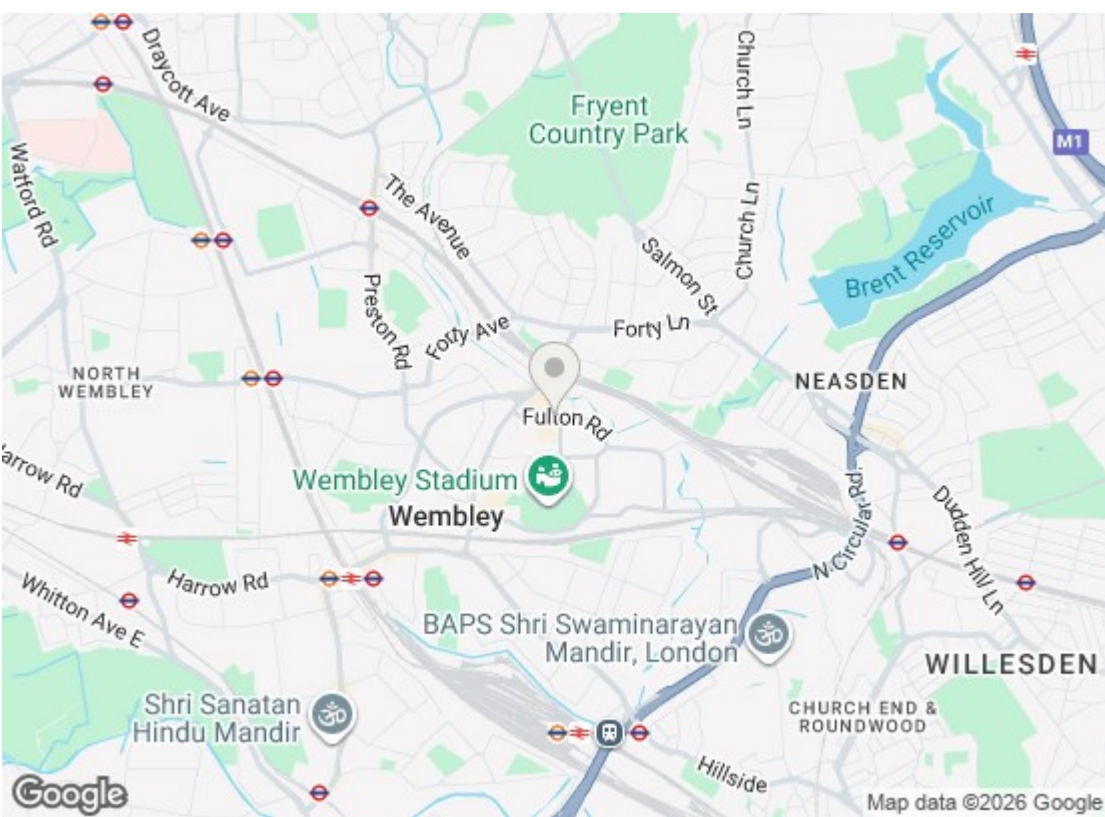 Draycott Ave
Church Ln
Fryent
Country Park
M1
Watford Rd
The Avenue
Church Ln
Salmon St
Brent Reservoir
Preston Rd
Forty Ave
Forty Ln
NORTH
WEMBLEY
NEASDEN
Fulton Rd
Harrow Rd
Wembley Stadium
Wembley
N Circular Rd
Dudden Hill Ln
Harrow Rd
Whitton Ave E
BAPS Shri Swaminarayan
Mandir, London
WILLESDEN
Shri Sanatan
Hindu Mandir
CHURCH END &
ROUNDWOOD
Hillside
Google
Map data ©2026 Google